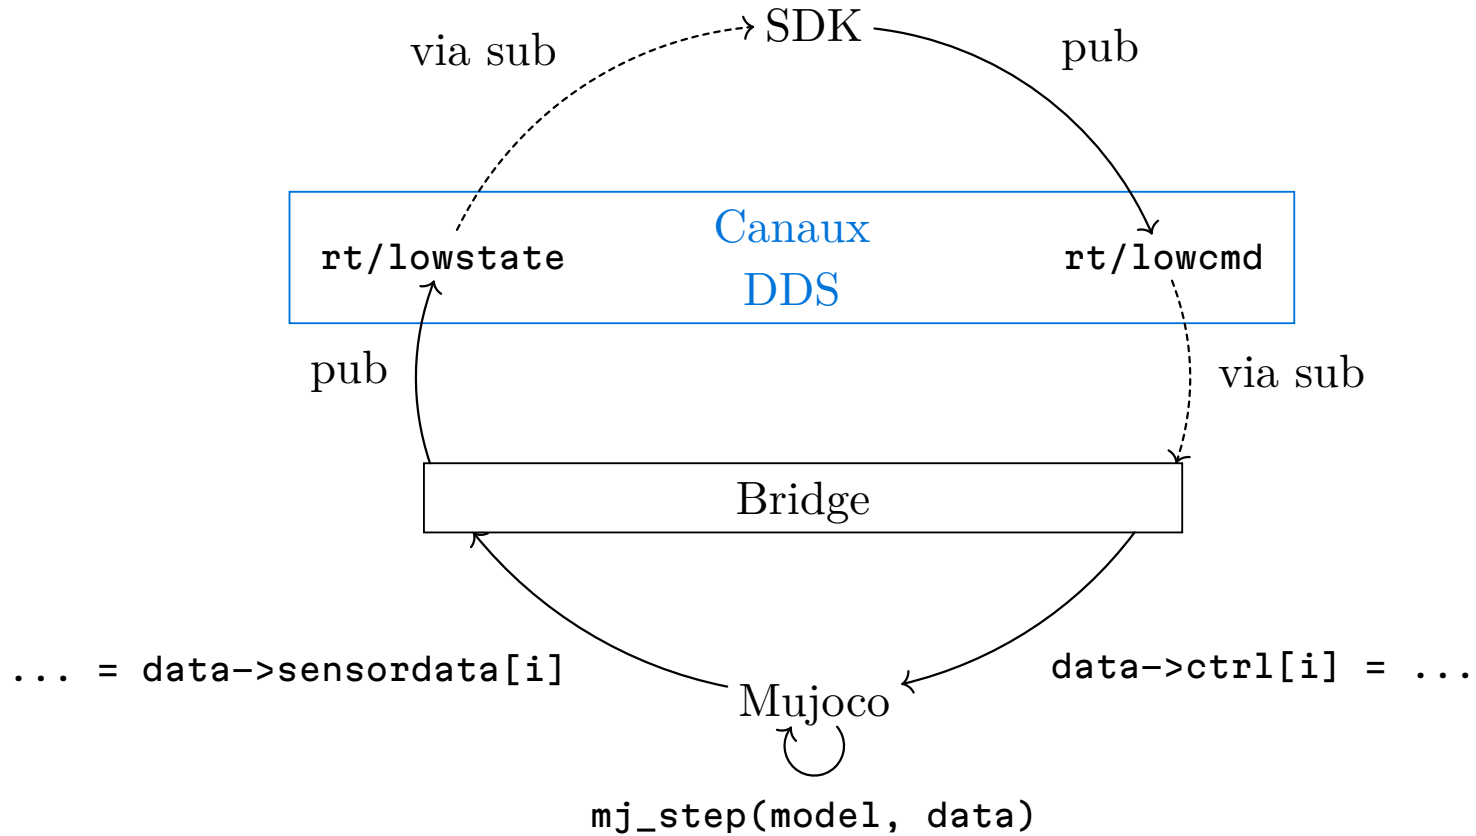 SDK
via sub
pub
Canaux
DDS
rt/lowstate
rt/lowcmd
pub
via sub
Bridge
... = data->sensordata[i]
data->ctrl[i] = ...
Mujoco
mj_step(model, data)